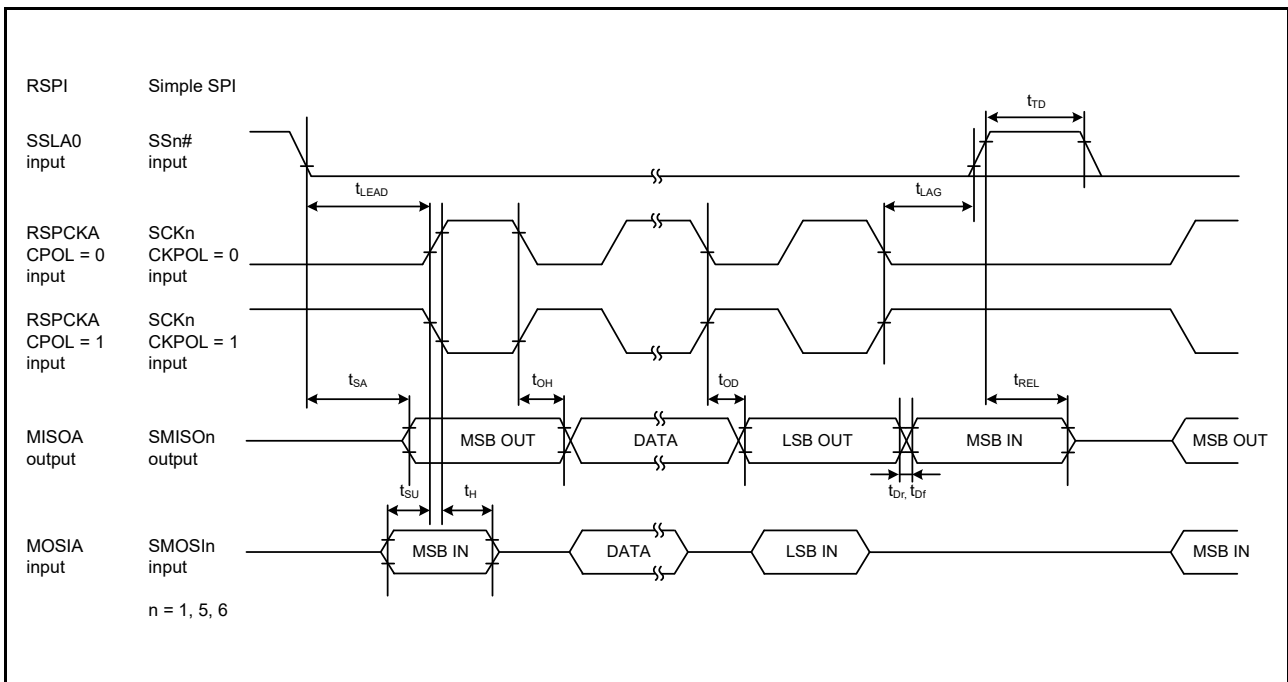 RSPI Simple SPI
tTD
SSLA0 SSn#
input input
tLEAD tLAG
RSPCKA SCKn
CPOL = 0 CKPOL = 0
input input
RSPCKA SCKn
CPOL = 1 CKPOL = 1
input input
tSA tOH tOD tREL
MISOA SMISOn MSB OUT DATA LSB OUT MSB IN MSB OUT
output output
tSU tH tDr, tDf
MOSIA SMOSIn MSB IN DATA LSB IN MSB IN
input input
n = 1, 5, 6